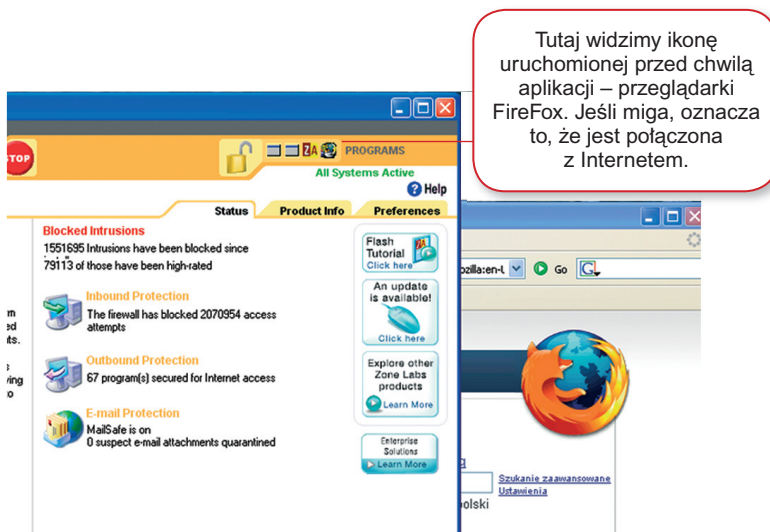 Tutaj widzimy ikonę
uruchomionej przed chwilą
aplikacji – przeglądarki
FireFox. Jeśli miga, oznacza
to, że jest połączona
z Internetem.
STOP
ZA
PROGRAMS
All Systems Active
Help
Status Product Info Preferences
Blocked Intrusions
1551695 Intrusions have been blocked since
79113 of those have been high-rated
Inbound Protection
The firewall has blocked 2070954 access
attempts
Outbound Protection
67 program(s) secured for Internet access
E-mail Protection
MailSafe is on
0 suspect e-mail attachments quarantined
Flash
Tutorial
Click here
An update
is available!
Click here
Explore other
Zone Labs
products
Learn More
Enterprise
Solutions
Learn More
ozilla:en-U
Go
G
Szukanie zaawansowane
Ustawienia
olski